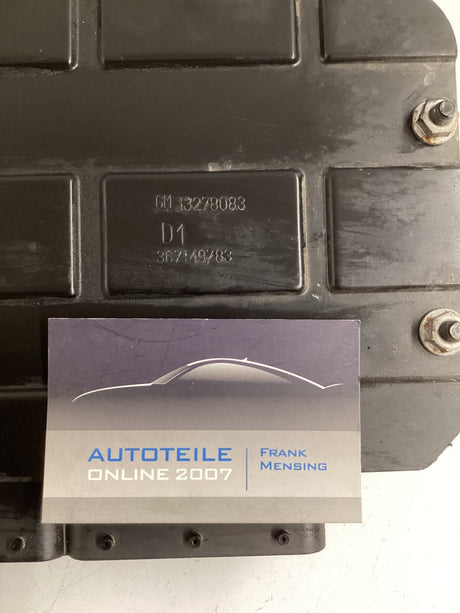 GM 13278083
D1
367149783
AUTOTEILE
ONLINE 2007
FRANK
MENSING